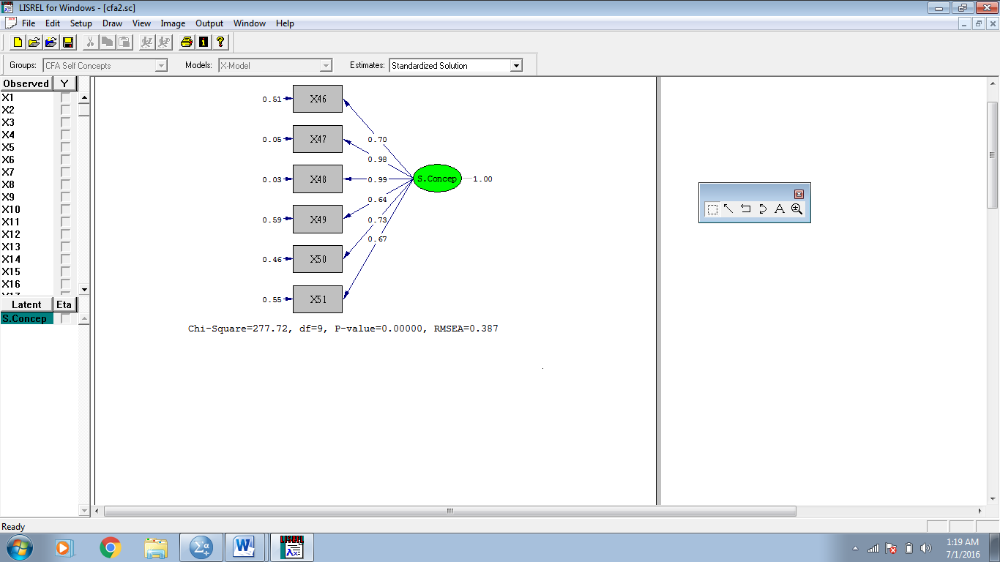 LISREL for Windows - [cfa2.sc]
File Edit Setup Draw View Image Output Window Help
Groups: CFA Self Concepts Models: X-Model Estimates: Standardized Solution
Observed Y
X1
X2
X3
X4
X5
X6
X7
X8
X9
X10
X11
X12
X13
X14
X15
X16
X17
Latent Eta
S.Concep
0.51 X46
0.70
0.05 X47
0.98
0.03 X48 0.99 S.Concep 1.00
0.64
0.59 X49 0.73
0.67
0.46 X50
0.55 X51
Chi-Square=277.72, df=9, P-value=0.00000, RMSEA=0.387
A
Ready
Σα
W
LISREL
λx
1:19 AM
7/1/2016